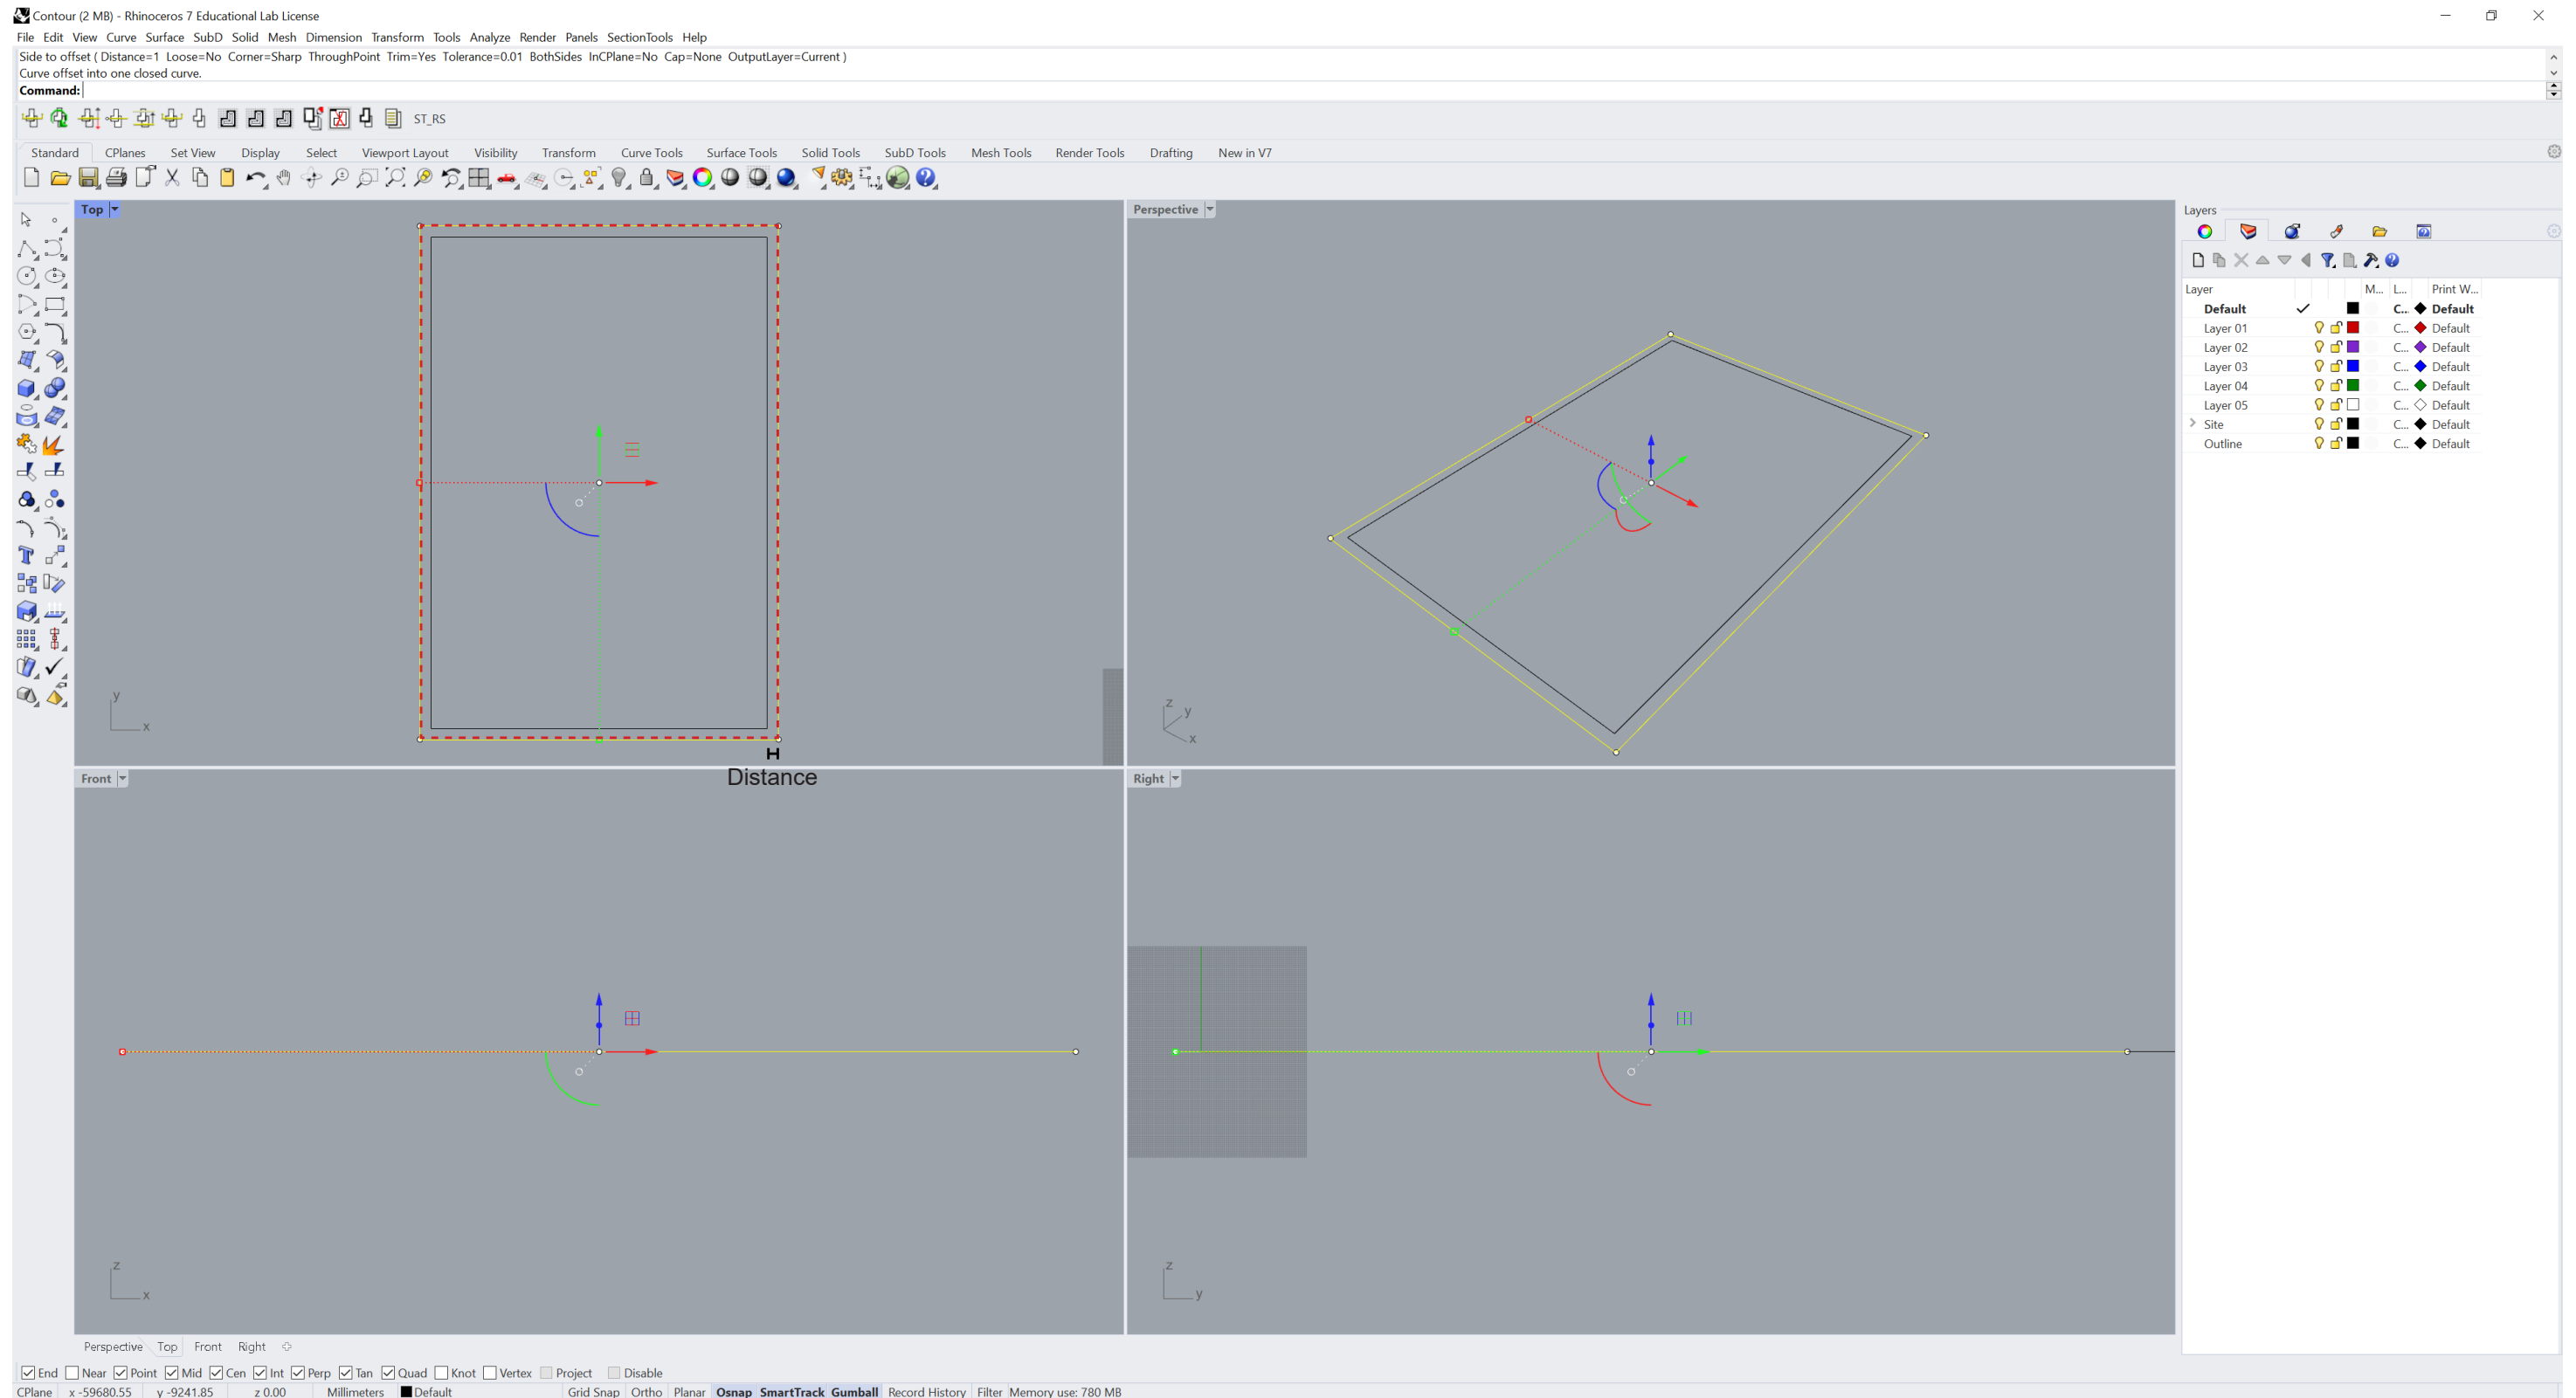 Contour (2 MB) - Rhinoceros 7 Educational Lab License
File Edit View Curve Surface SubD Solid Mesh Dimension Transform Tools Analyze Render Panels SectionTools Help
Side to offset ( Distance=1 Loose=No Corner=Sharp ThroughPoint Trim=Yes Tolerance=0.01 BothSides InCPlane=No Cap=None OutputLayer=Current )
Curve offset into one closed curve.
Command:
ST_RS
Standard CPlanes Set View Display Select Viewport Layout Visibility Transform Curve Tools Surface Tools Solid Tools SubD Tools Mesh Tools Render Tools Drafting New in V7
Top
y
x
Distance
Perspective
z
y
x
Front
z
x
Right
z
y
Layers
Layer M... L... Print W...
Default C... Default
Layer 01 C... Default
Layer 02 C... Default
Layer 03 C... Default
Layer 04 C... Default
Layer 05 C... Default
Site C... Default
Outline C... Default
Perspective Top Front Right
End Near Point Mid Cen Int Perp Tan Quad Knot Vertex Project Disable
CPlane x -59680.55 y -9241.85 z 0.00 Millimeters Default Grid Snap Ortho Planar Osnap SmartTrack Gumball Record History Filter Memory use: 780 MB